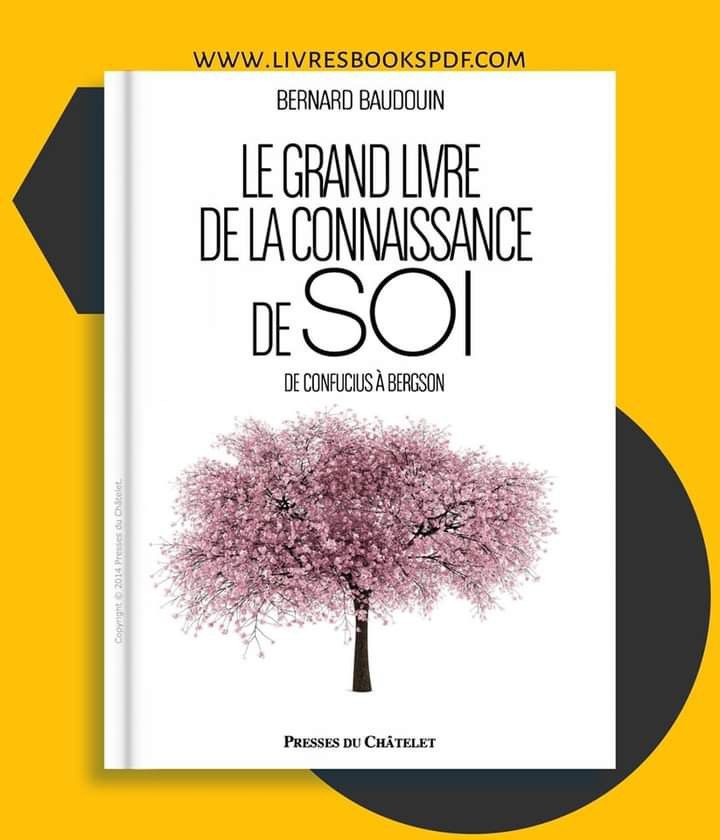 WWW.LIVRESBOOKSPDF.COM
BERNARD BAUDOUIN
LE GRAND LIVRE
DE LA CONNAISSANCE
DE SOI
DE CONFUCIUS À BERGSON
Copyright © 2014 Presses du Châtelet.
PRESSES DU CHÂTELET